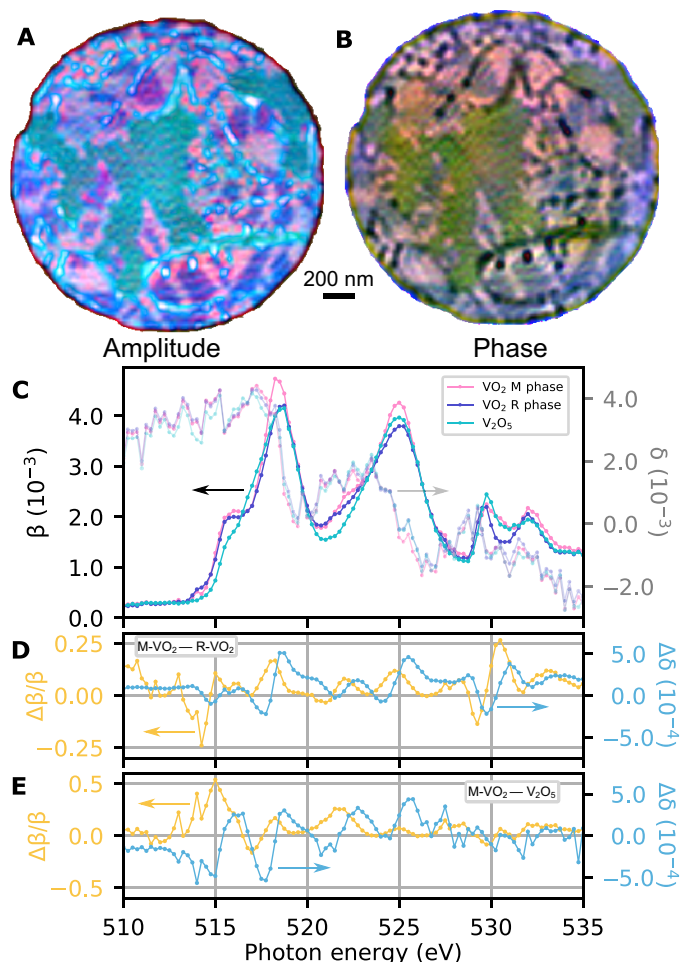 A
B
200 nm
Amplitude
Phase
C
VO₂ M phase
VO₂ R phase
V₂O₅
4.0
3.0
2.0
1.0
0.0
β (10⁻³)
4.0
2.0
0.0
−2.0
δ (10⁻³)
D
M-VO₂— R-VO₂
0.25
0.00
−0.25
Δβ/β
5.0
0.0
−5.0
Δδ (10⁻⁴)
E
M-VO₂— V₂O₅
0.5
0.0
−0.5
Δβ/β
5.0
0.0
−5.0
Δδ (10⁻⁴)
510 515 520 525 530 535
Photon energy (eV)